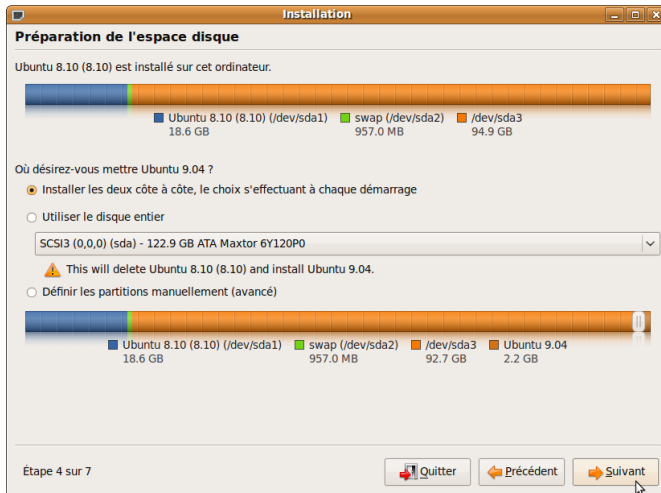 Installation
Préparation de l'espace disque
Ubuntu 8.10 (8.10) est installé sur cet ordinateur.
Ubuntu 8.10 (8.10) (/dev/sda1) swap (/dev/sda2) /dev/sda3
18.6 GB 957.0 MB 94.9 GB
Où désirez-vous mettre Ubuntu 9.04 ?
Installer les deux côte à côte, le choix s'effectuant à chaque démarrage
Utiliser le disque entier
SCSI3 (0,0,0) (sda) - 122.9 GB ATA Maxtor 6Y120P0
This will delete Ubuntu 8.10 (8.10) and install Ubuntu 9.04.
Définir les partitions manuellement (avancé)
Ubuntu 8.10 (8.10) (/dev/sda1) swap (/dev/sda2) /dev/sda3 Ubuntu 9.04
18.6 GB 957.0 MB 92.7 GB 2.2 GB
Étape 4 sur 7 Quitter Précédent Suivant